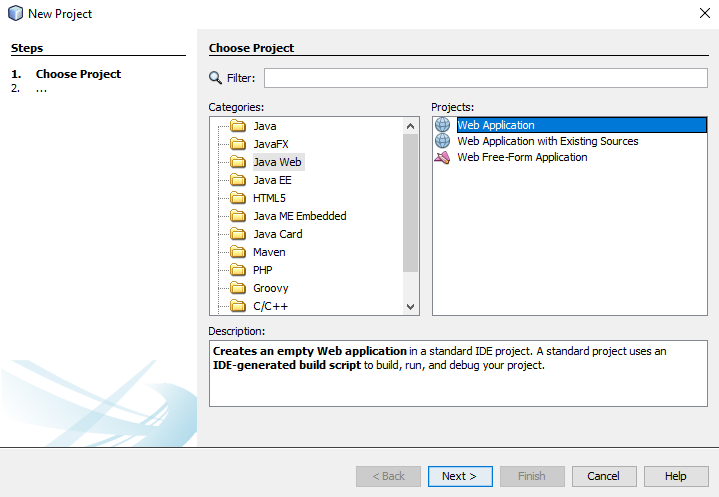 New Project
Steps
1. Choose Project
2. ...
Choose Project
Filter:
Categories:
Java
JavaFX
Java Web
Java EE
HTML5
Java ME Embedded
Java Card
Maven
PHP
Groovy
C/C++
Projects:
Web Application
Web Application with Existing Sources
Web Free-Form Application
Description:
Creates an empty Web application in a standard IDE project. A standard project uses an
IDE-generated build script to build, run, and debug your project.
< Back
Next >
Finish
Cancel
Help